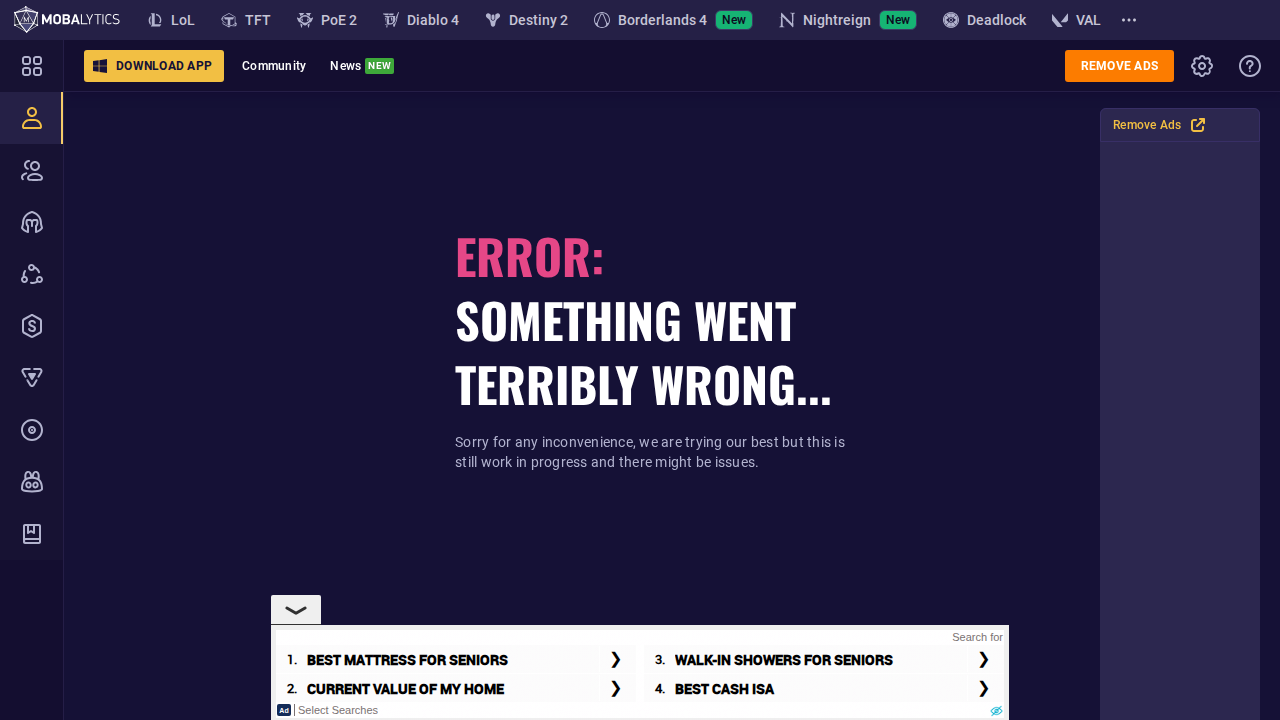 MOBALYTICS LoL TFT PoE 2 Diablo 4 Destiny 2 Borderlands 4 New Nightreign New Deadlock VAL
DOWNLOAD APP Community News NEW REMOVE ADS
Remove Ads
ERROR:
SOMETHING WENT
TERRIBLY WRONG...
Sorry for any inconvenience, we are trying our best but this is
still work in progress and there might be issues.
Search for
1. BEST MATTRESS FOR SENIORS
2. CURRENT VALUE OF MY HOME
3. WALK-IN SHOWERS FOR SENIORS
4. BEST CASH ISA
Ad | Select Searches